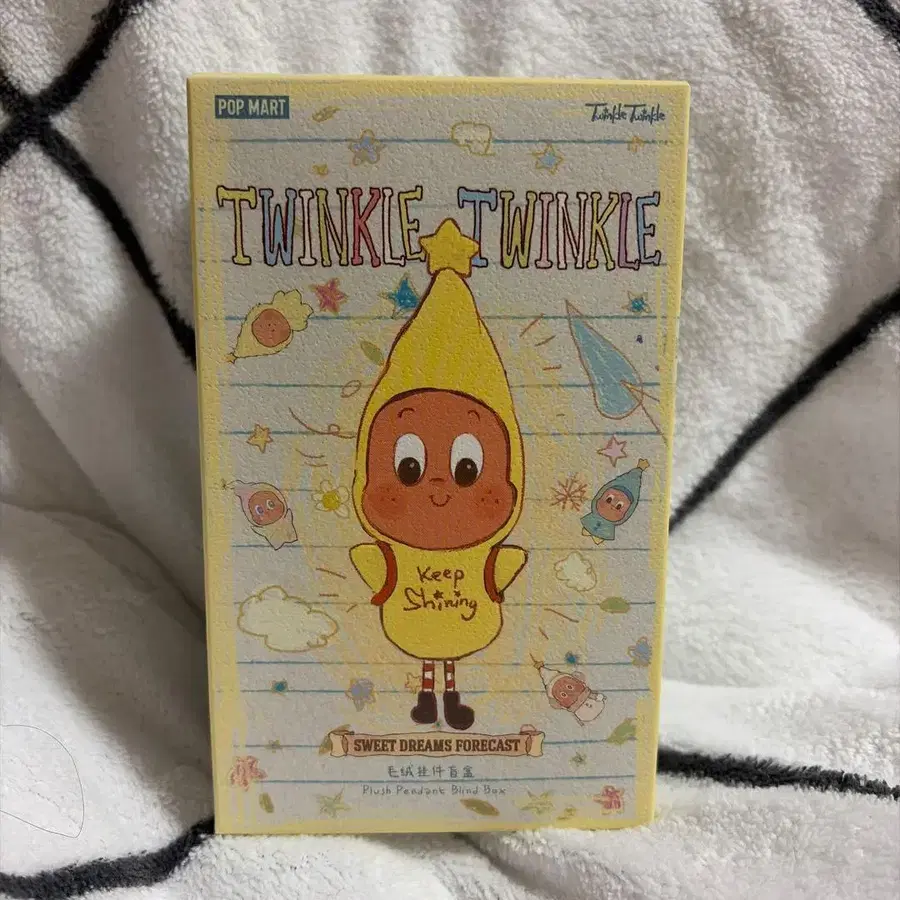 POP MART
Twinkle Twinkle
TWINKLE TWINKLE
Keep
Shining
SWEET DREAMS FORECAST
毛绒挂件盲盒
Plush Pendant Blind Box